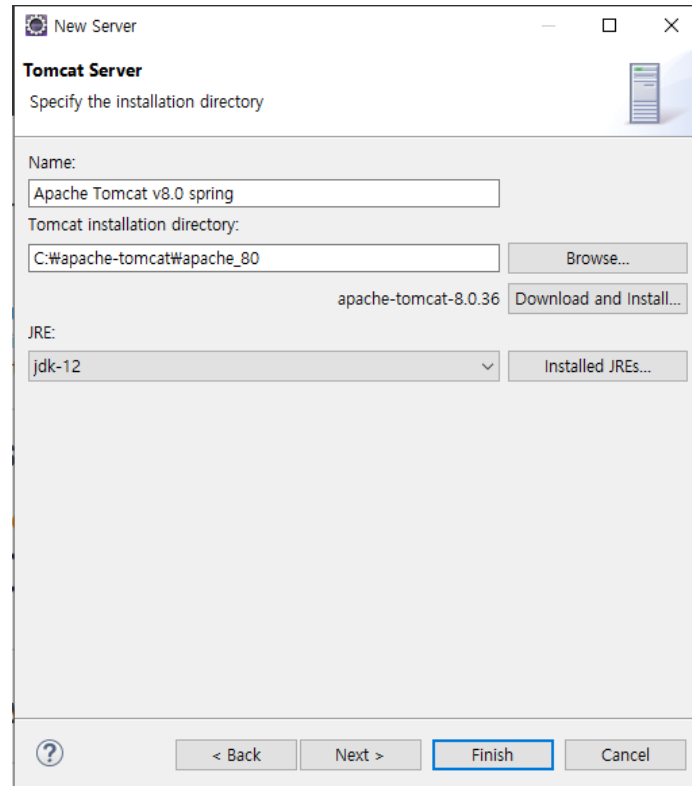 New Server
Tomcat Server
Specify the installation directory
Name:
Apache Tomcat v8.0 spring
Tomcat installation directory:
C:₩apache-tomcat₩apache_80
Browse...
apache-tomcat-8.0.36
Download and Install...
JRE:
jdk-12
Installed JREs...
?
< Back
Next >
Finish
Cancel